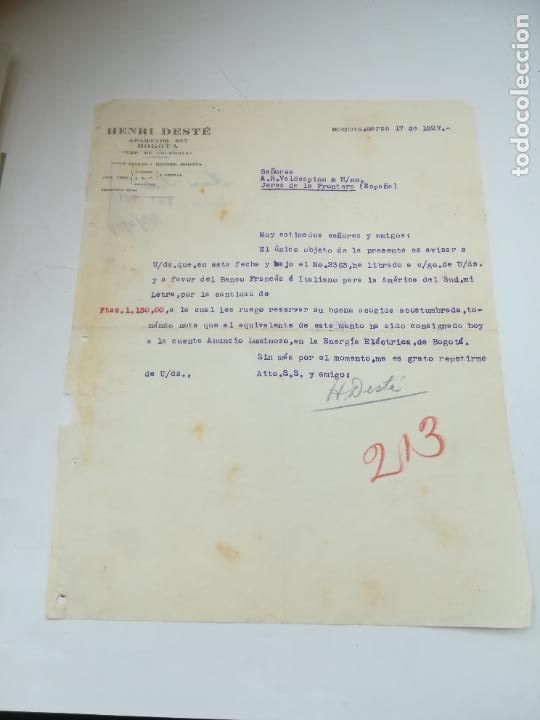 HENRI DESTÉ
APARTADO 457
BOGOTA
BOGOTA, marzo 17 de 1927.-
Señores
A.R.Valdespino & H/no,
Jerez de la Frontera (España)
Muy estimados señores y amigos:
El único objeto de la presente es avisar a
U/ds.que, en esta fecha y bajo el No.2363, he librado a c/go. de U/ds.
y a favor del Banco Francés é Italiano para la América del Sud, mi
Letra, por la cantidad de
Ptas.1,130,00, a la cual les ruego reservar su buena acogida acostumbrada, to-
mándo nota que el equivalente de este monto ha sido consignado hoy
a la cuenta Anuncio Luminoso, en la Energía Eléctrica, de Bogotá.
Sin más por el momento, me es grato repetirme
de U/ds., Atto.S.S. y amigo:
H. Desté
213
todocoleccion